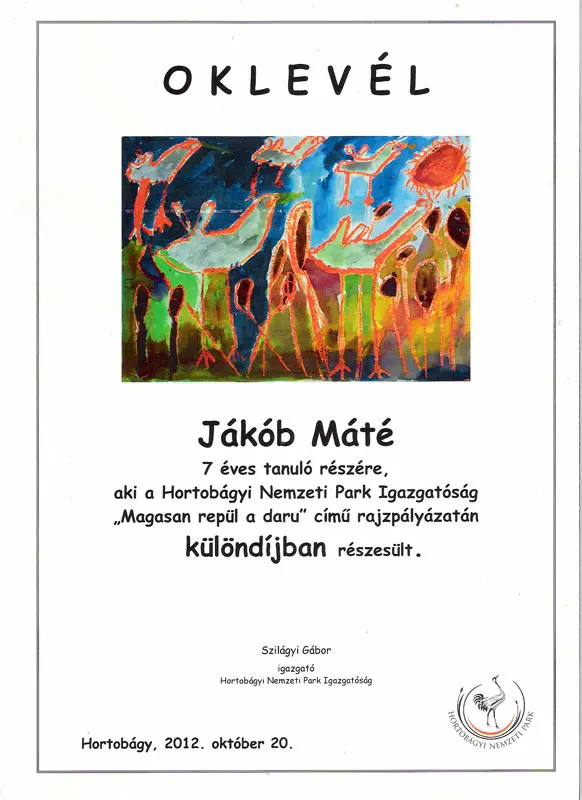 OKLEVÉL
Jákób Máté
7 éves tanuló részére,
aki a Hortobágyi Nemzeti Park Igazgatóság
„Magasan repül a daru” című rajzpályázatán
különdíjban részesült.
Szilágyi Gábor
igazgató
Hortobágyi Nemzeti Park Igazgatóság
HORTOBÁGYI NEMZETI PARK
Hortobágy, 2012. október 20.